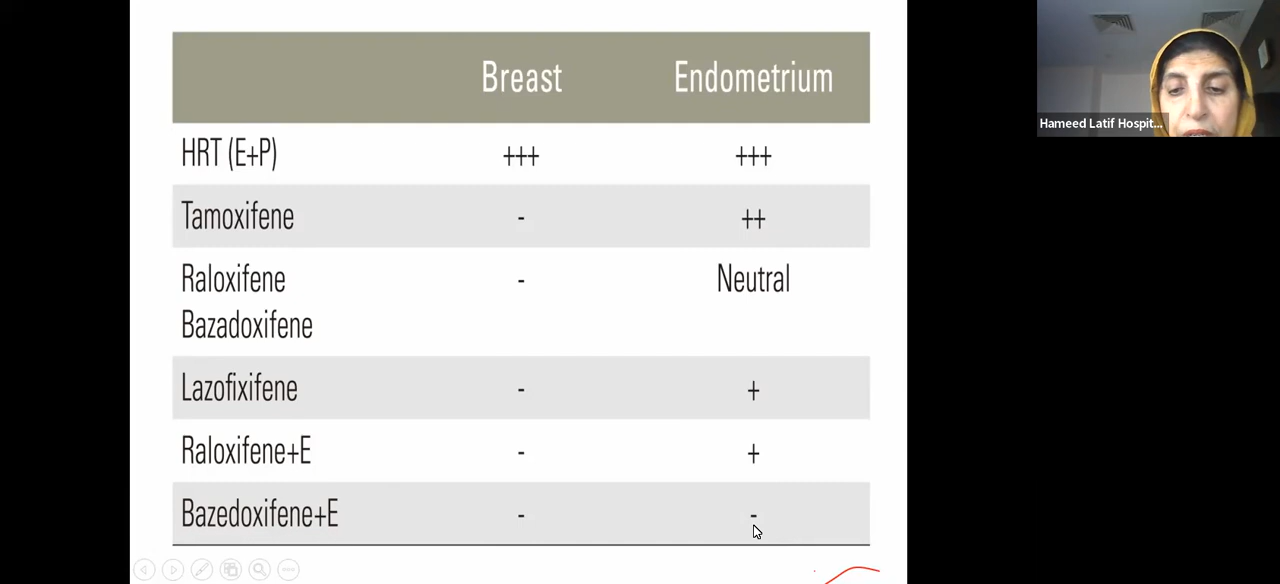 Breast Endometrium
HRT (E+P) +++ +++
Tamoxifene - ++
Raloxifene - Neutral
Bazadoxifene
Lazofixifene - +
Raloxifene+E - +
Bazedoxifene+E - -
Hameed Latif Hospit...